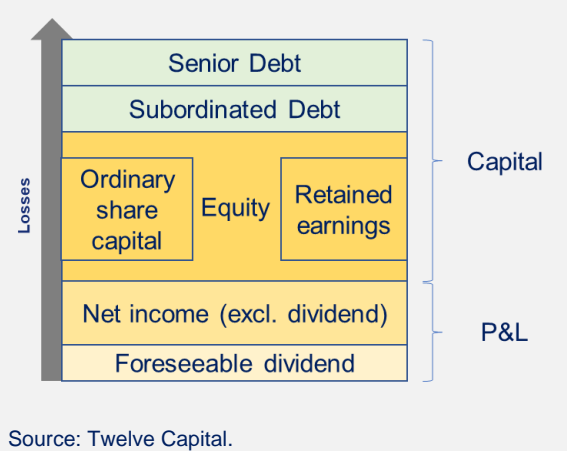 Senior Debt
Subordinated Debt
Ordinary
share
capital
Equity
Retained
earnings
Net income (excl. dividend)
Foreseeable dividend
Losses
Capital
P&L
Source: Twelve Capital.